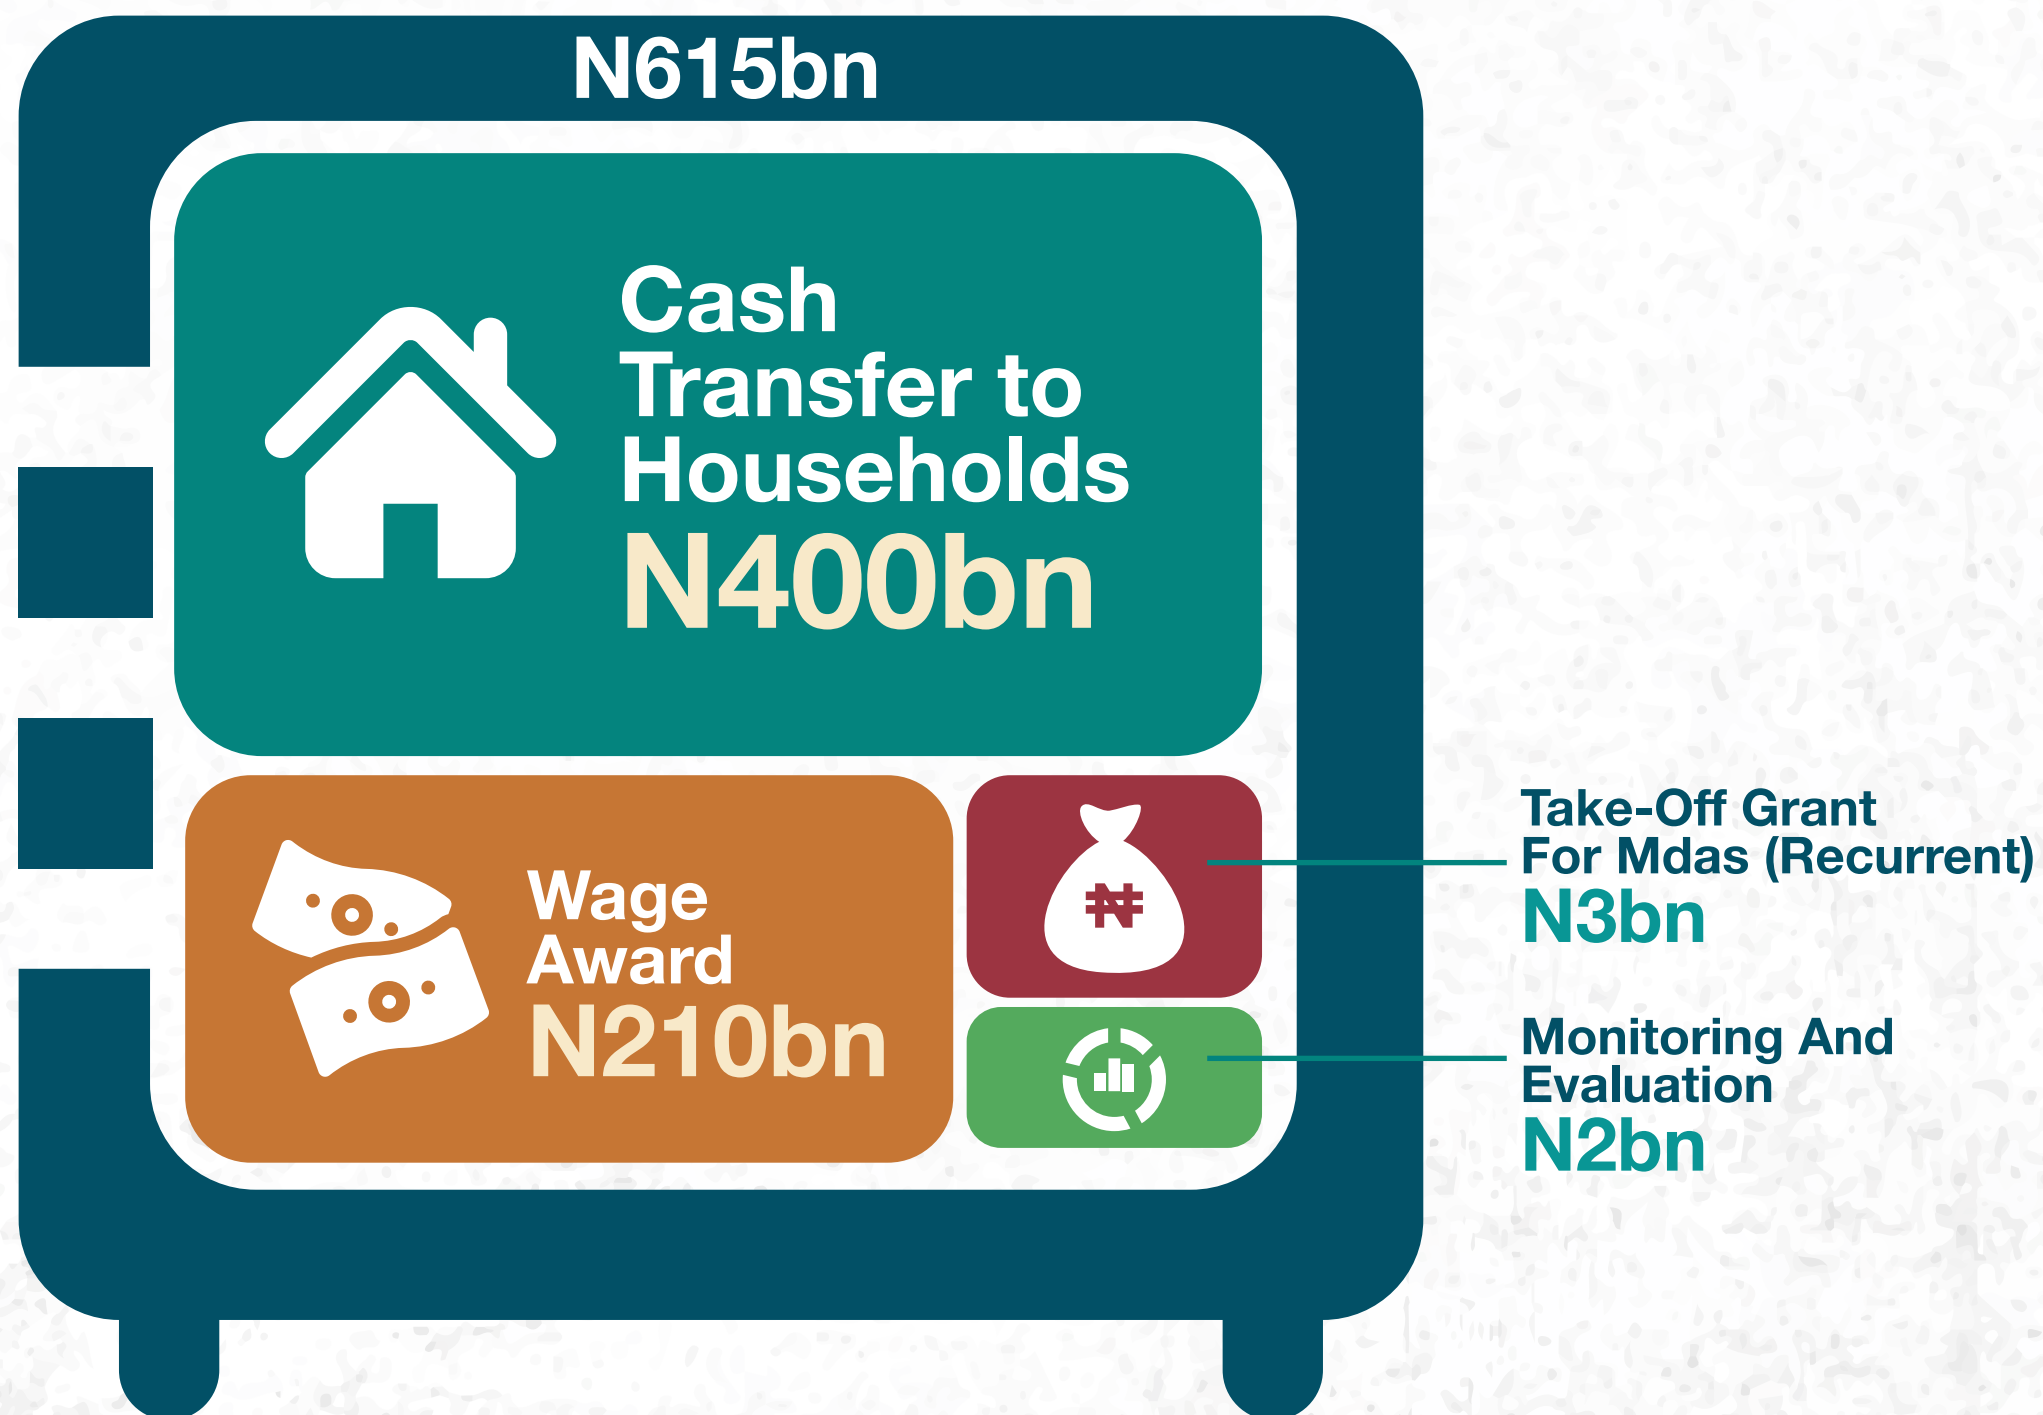 N615bn
Cash
Transfer to
Households
N400bn
Wage
Award
N210bn
₦
Take-Off Grant
For Mdas (Recurrent)
N3bn
Monitoring And
Evaluation
N2bn